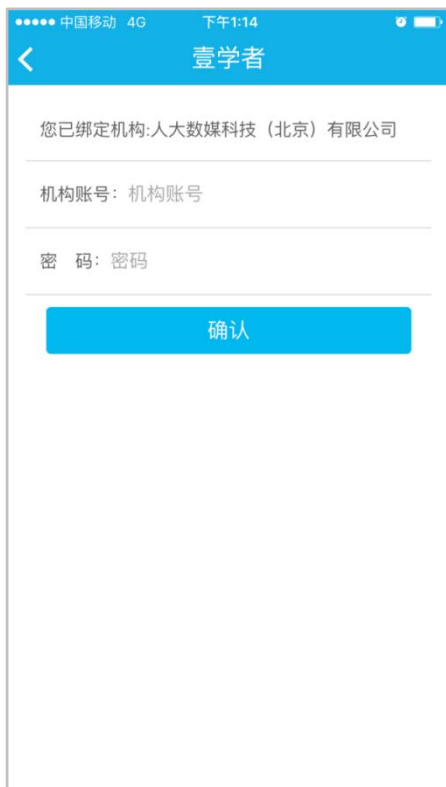 中国移动 4G 下午1:14
壹学者
您已绑定机构:人大数媒科技（北京）有限公司
机构账号：机构账号
密 码：密码
确认